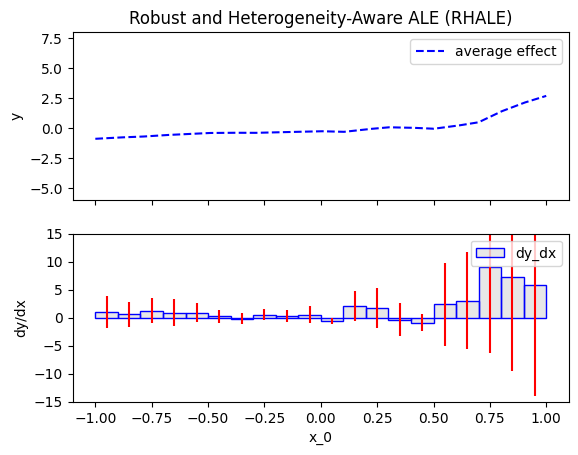 Robust and Heterogeneity-Aware ALE (RHALE)
7.5
5.0
2.5
0.0
−2.5
−5.0
y
average effect
15
10
5
0
−5
−10
−15
dy/dx
dy_dx
−1.00 −0.75 −0.50 −0.25 0.00 0.25 0.50 0.75 1.00
x_0